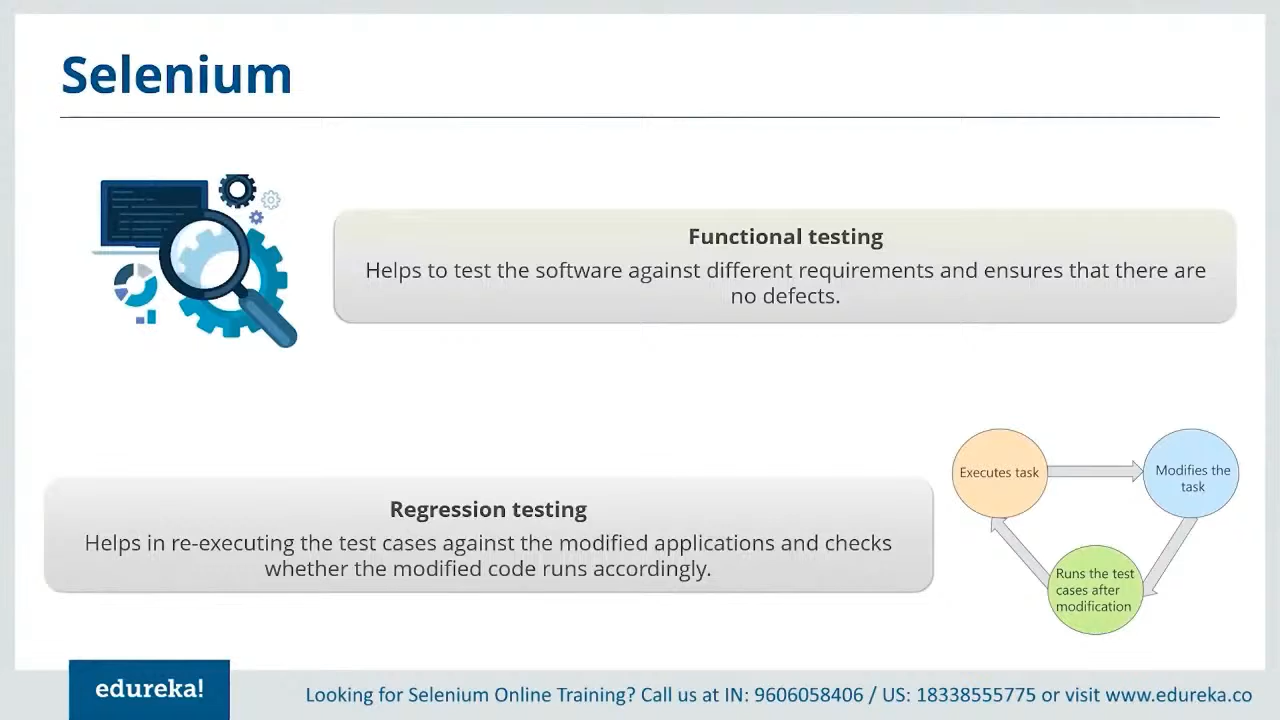 Selenium
Functional testing
Helps to test the software against different requirements and ensures that there are
no defects.
Executes task
Modifies the
task
Regression testing
Helps in re-executing the test cases against the modified applications and checks
whether the modified code runs accordingly.
Runs the test
cases after
modification
edureka!
Looking for Selenium Online Training? Call us at IN: 9606058406 / US: 18338555775 or visit www.edureka.co